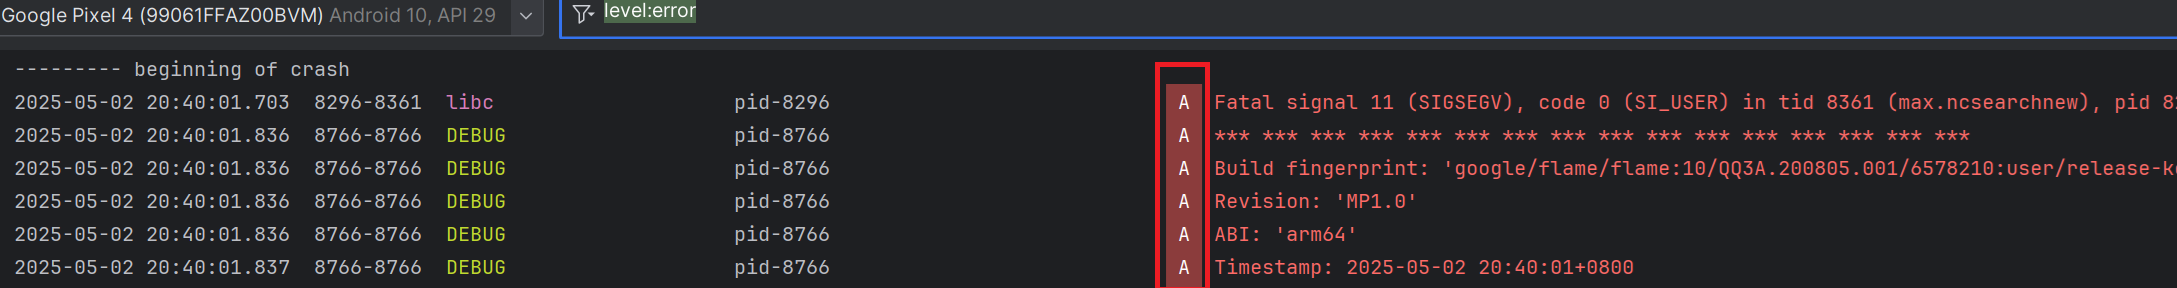 Google Pixel 4 (99061FFAZ00BVM) Android 10, API 29 level:error
--------- beginning of crash
2025-05-02 20:40:01.703 8296-8361 libc pid-8296 A Fatal signal 11 (SIGSEGV), code 0 (SI_USER) in tid 8361 (max.ncsearchnew), pid
2025-05-02 20:40:01.836 8766-8766 DEBUG pid-8766 A *** *** *** *** *** *** *** *** *** *** *** *** *** *** *** ***
2025-05-02 20:40:01.836 8766-8766 DEBUG pid-8766 A Build fingerprint: 'google/flame/flame:10/QQ3A.200805.001/6578210:user/release-k
2025-05-02 20:40:01.836 8766-8766 DEBUG pid-8766 A Revision: 'MP1.0'
2025-05-02 20:40:01.836 8766-8766 DEBUG pid-8766 A ABI: 'arm64'
2025-05-02 20:40:01.837 8766-8766 DEBUG pid-8766 A Timestamp: 2025-05-02 20:40:01+0800